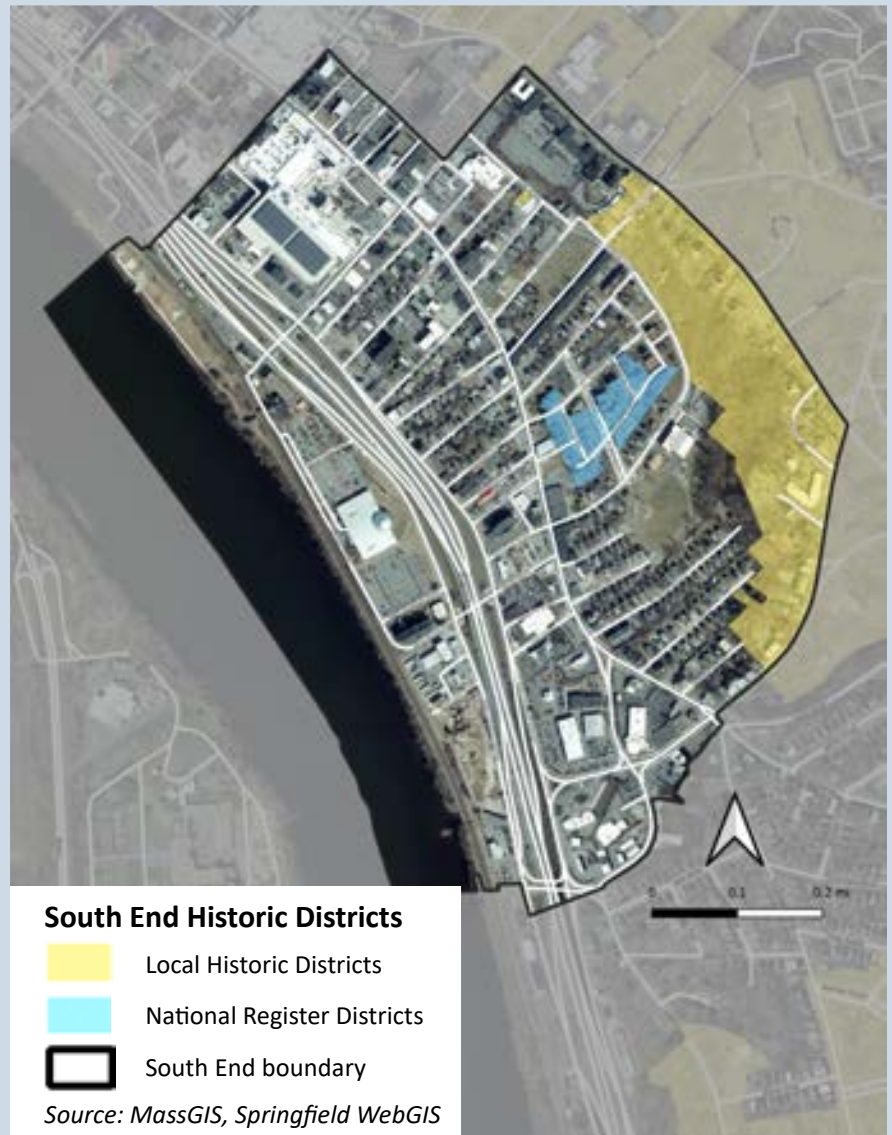 0 0.1 0.2 mi
South End Historic Districts
Local Historic Districts
National Register Districts
South End boundary
Source: MassGIS, Springfield WebGIS